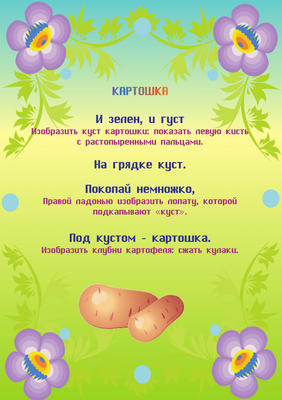 КАРТОШКА
И зелен, и густ
Изобразить куст картошки: показать левую кисть
с растопыренными пальцами.
На грядке куст.
Покопай немножко,
Правой ладонью изобразить лопату, которой
подкапывают «куст».
Под кустом - картошка.
Изобразить клубни картофеля: сжать кулаки.